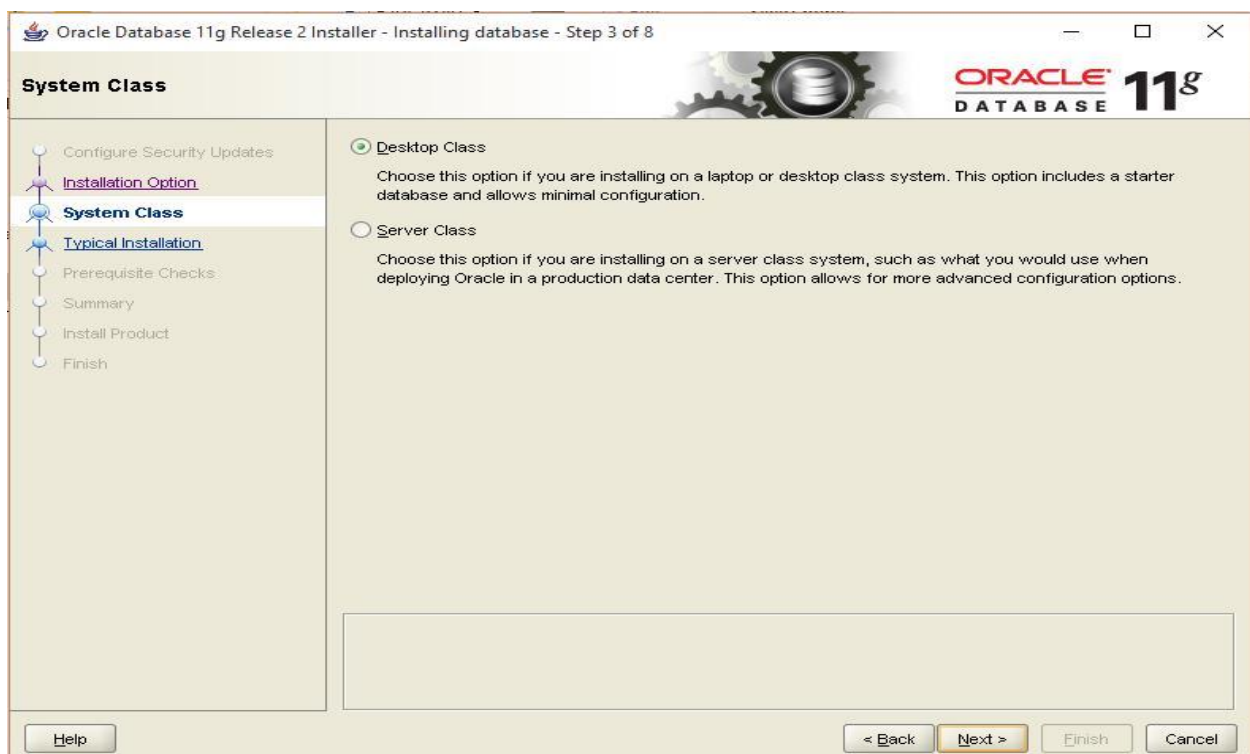 Oracle Database 11g Release 2 Installer - Installing database - Step 3 of 8
System Class
ORACLE
DATABASE
11g
Configure Security Updates
Installation Option
System Class
Typical Installation
Prerequisite Checks
Summary
Install Product
Finish
Desktop Class
Choose this option if you are installing on a laptop or desktop class system. This option includes a starter
database and allows minimal configuration.
Server Class
Choose this option if you are installing on a server class system, such as what you would use when
deploying Oracle in a production data center. This option allows for more advanced configuration options.
Help
< Back
Next >
Finish
Cancel